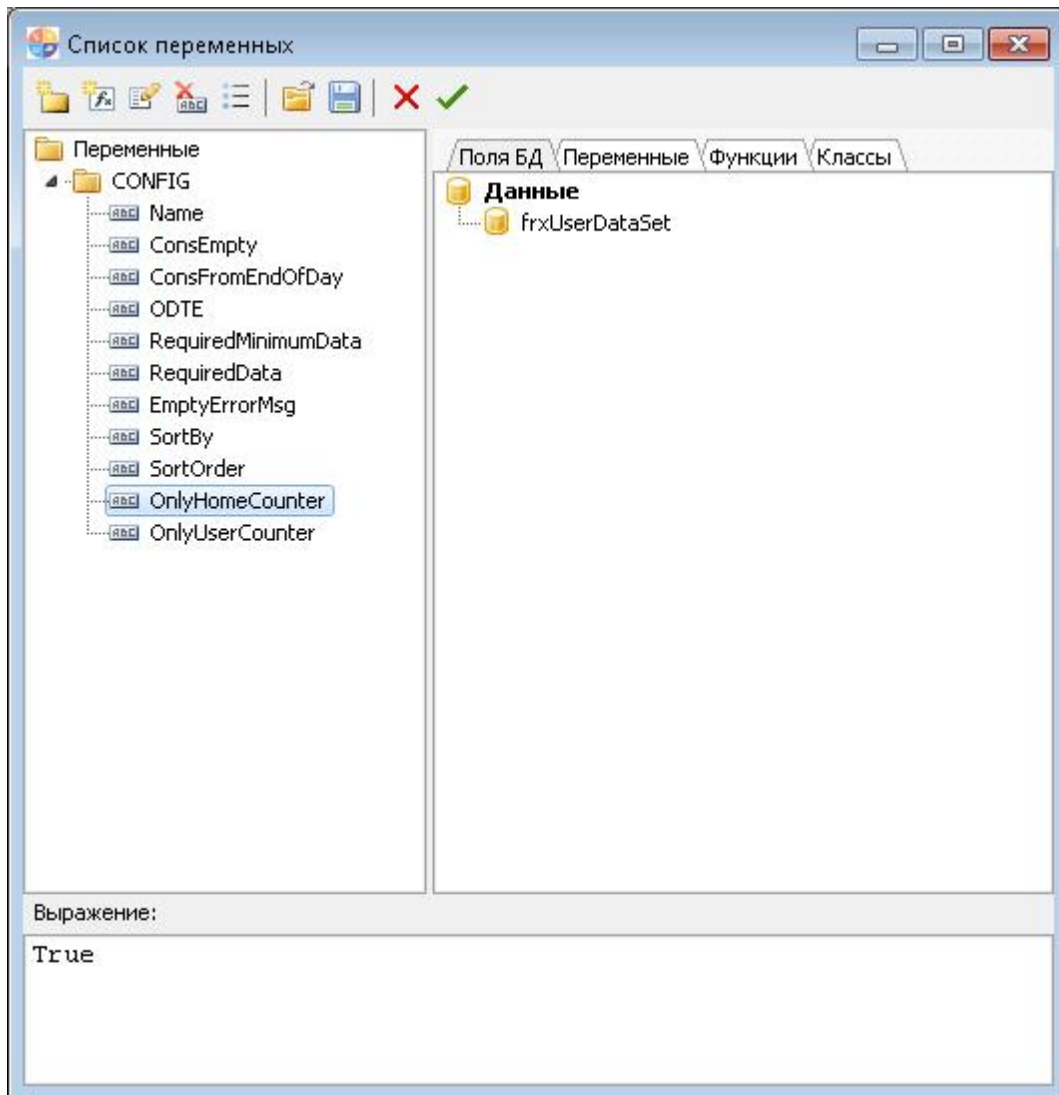 Список переменных
Переменные
CONFIG
Name
ConsEmpty
ConsFromEndOfDay
ODTE
RequiredMinimumData
RequiredData
EmptyErrorMsg
SortBy
SortOrder
OnlyHomeCounter
OnlyUserCounter
Поля БД Переменные Функции Классы
Данные
frxUserDataSet
Выражение:
True